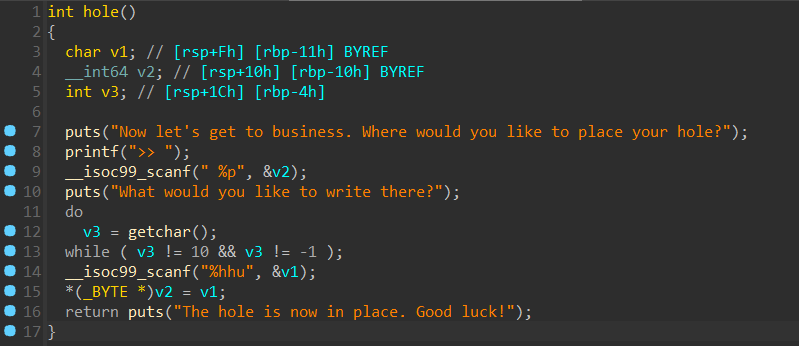 1 int hole()
2 {
3 char v1; // [rsp+Fh] [rbp-11h] BYREF
4 __int64 v2; // [rsp+10h] [rbp-10h] BYREF
5 int v3; // [rsp+1Ch] [rbp-4h]
6
7 puts("Now let's get to business. Where would you like to place your hole?");
8 printf(">> ");
9 __isoc99_scanf(" %p", &v2);
10 puts("What would you like to write there?");
11 do
12 v3 = getchar();
13 while ( v3 != 10 && v3 != -1 );
14 __isoc99_scanf("%hhu", &v1);
15 *(_BYTE *)v2 = v1;
16 return puts("The hole is now in place. Good luck!");
17 }